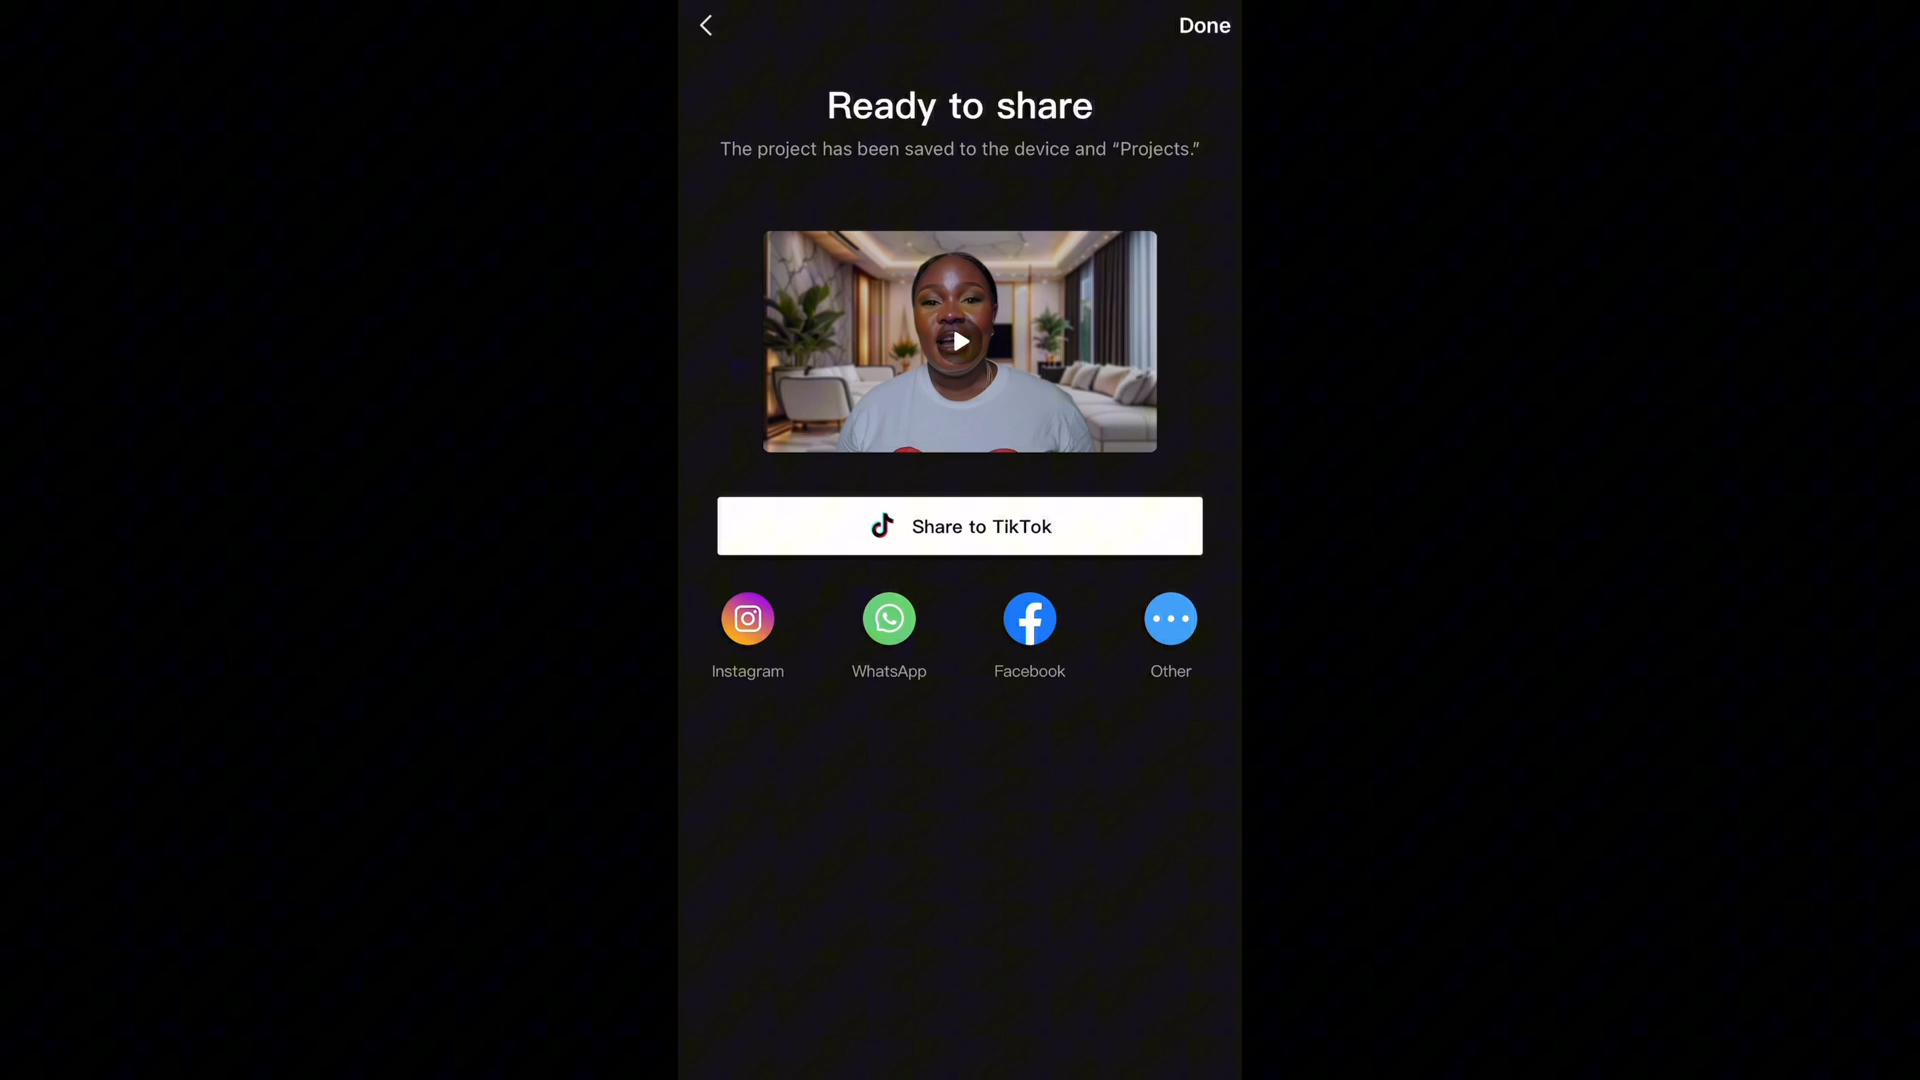 Done
Ready to share
The project has been saved to the device and “Projects.”
Share to TikTok
Instagram
WhatsApp
Facebook
Other